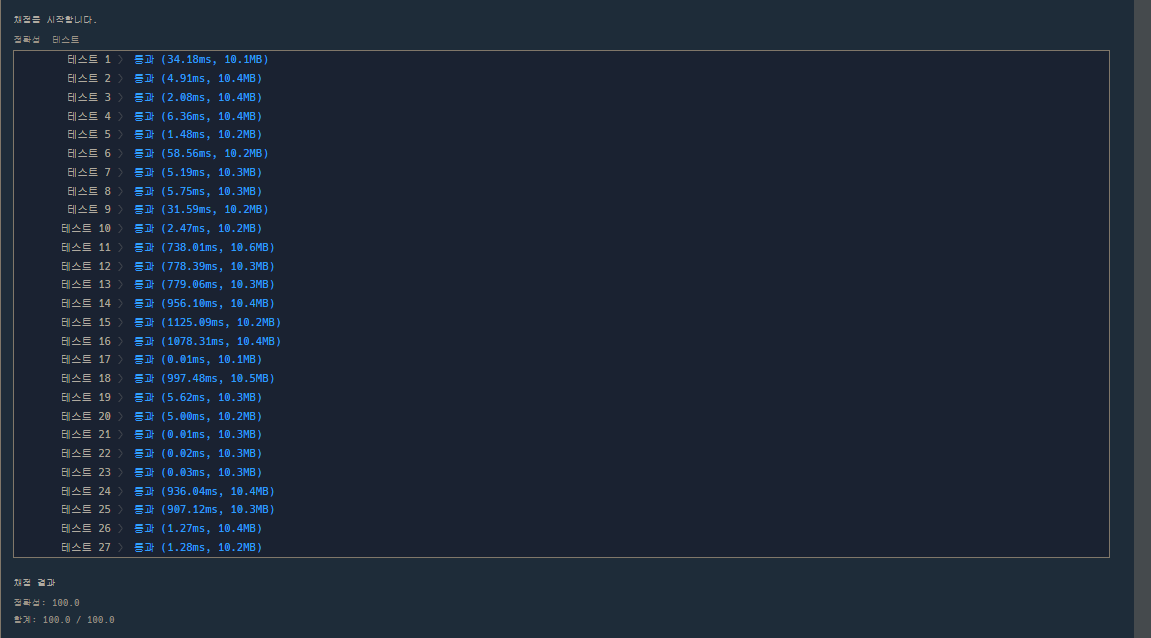 채점을 시작합니다.
정확성 테스트
테스트 1 〉 통과 (34.18ms, 10.1MB)
테스트 2 〉 통과 (4.91ms, 10.4MB)
테스트 3 〉 통과 (2.08ms, 10.4MB)
테스트 4 〉 통과 (6.36ms, 10.4MB)
테스트 5 〉 통과 (1.48ms, 10.2MB)
테스트 6 〉 통과 (58.56ms, 10.2MB)
테스트 7 〉 통과 (5.19ms, 10.3MB)
테스트 8 〉 통과 (5.75ms, 10.3MB)
테스트 9 〉 통과 (31.59ms, 10.2MB)
테스트 10 〉 통과 (2.47ms, 10.2MB)
테스트 11 〉 통과 (738.01ms, 10.6MB)
테스트 12 〉 통과 (778.39ms, 10.3MB)
테스트 13 〉 통과 (779.06ms, 10.3MB)
테스트 14 〉 통과 (956.10ms, 10.4MB)
테스트 15 〉 통과 (1125.09ms, 10.2MB)
테스트 16 〉 통과 (1078.31ms, 10.4MB)
테스트 17 〉 통과 (0.01ms, 10.1MB)
테스트 18 〉 통과 (997.48ms, 10.5MB)
테스트 19 〉 통과 (5.62ms, 10.3MB)
테스트 20 〉 통과 (5.00ms, 10.2MB)
테스트 21 〉 통과 (0.01ms, 10.3MB)
테스트 22 〉 통과 (0.02ms, 10.3MB)
테스트 23 〉 통과 (0.03ms, 10.3MB)
테스트 24 〉 통과 (936.04ms, 10.4MB)
테스트 25 〉 통과 (907.12ms, 10.3MB)
테스트 26 〉 통과 (1.27ms, 10.4MB)
테스트 27 〉 통과 (1.28ms, 10.2MB)
채점 결과
정확성: 100.0
합계: 100.0 / 100.0